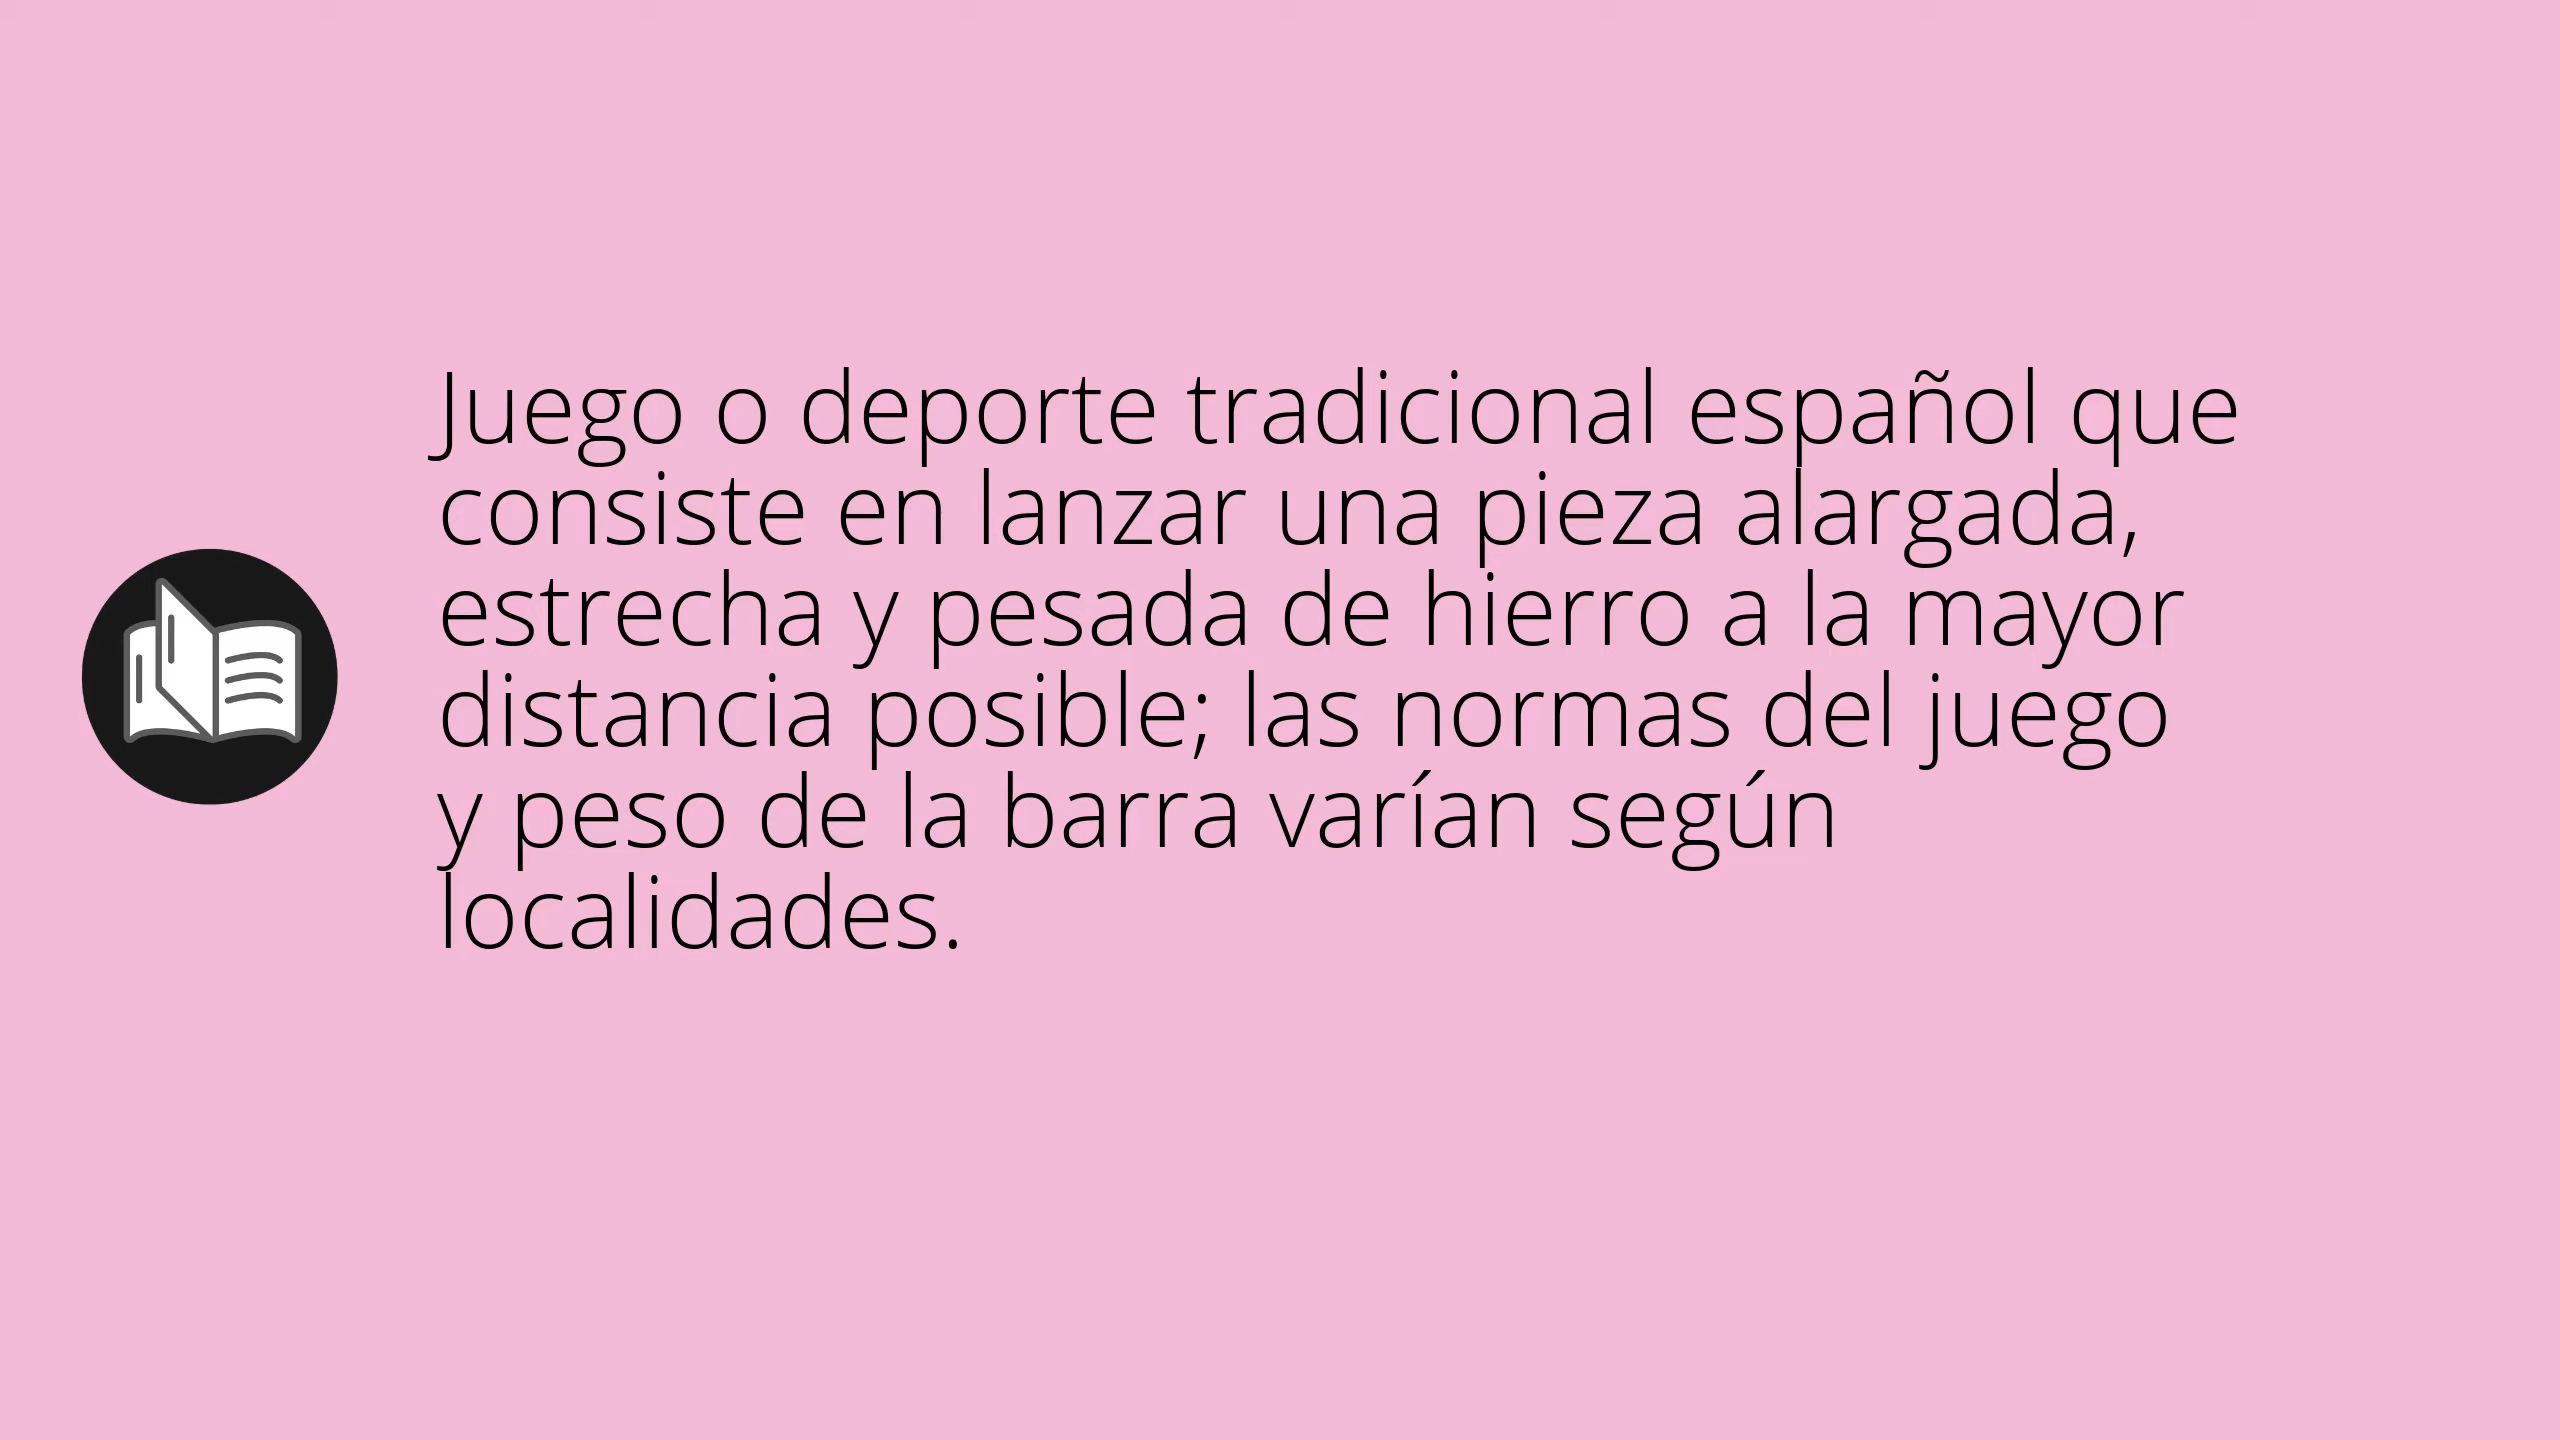 Juego o deporte tradicional español que
consiste en lanzar una pieza alargada,
estrecha y pesada de hierro a la mayor
distancia posible; las normas del juego
y peso de la barra varían según
localidades.